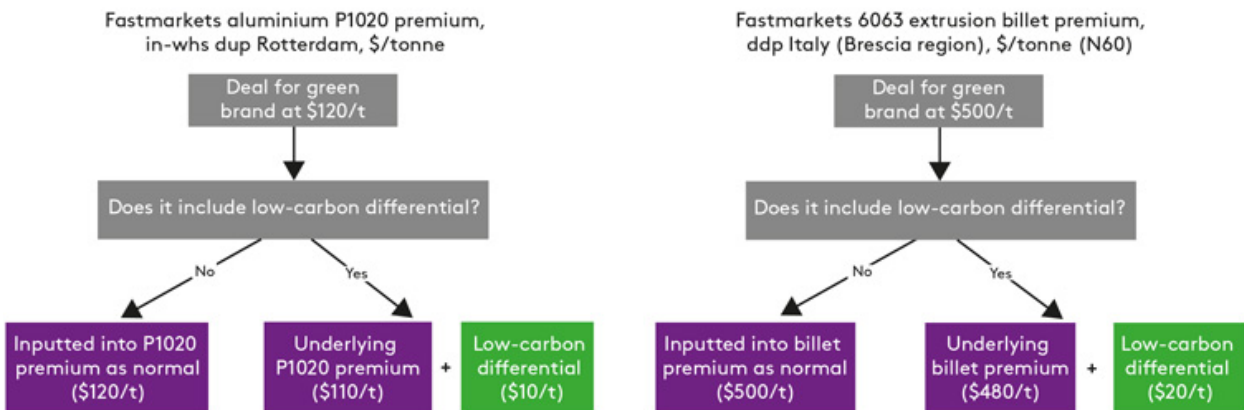 Fastmarkets aluminium P1020 premium,
in-whs dup Rotterdam, $/tonne
Deal for green
brand at $120/t
Does it include low-carbon differential?
No
Yes
Inputted into P1020
premium as normal
($120/t)
Underlying
P1020 premium
($110/t)
+
Low-carbon
differential
($10/t)
Fastmarkets 6063 extrusion billet premium,
ddp Italy (Brescia region), $/tonne (N60)
Deal for green
brand at $500/t
Does it include low-carbon differential?
No
Yes
Inputted into billet
premium as normal
($500/t)
Underlying
billet premium
($480/t)
+
Low-carbon
differential
($20/t)